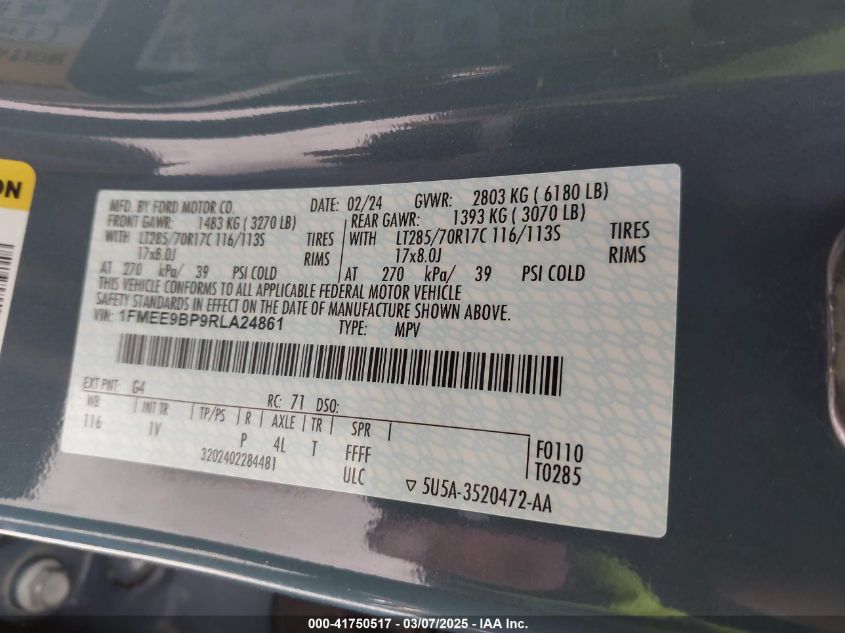 ON
MFD. BY FORD MOTOR CO. DATE: 02/24 GVWR: 2803 KG ( 6180 LB)
FRONT GAWR: 1483 KG ( 3270 LB) REAR GAWR: 1393 KG ( 3070 LB)
WITH LT285/70R17C 116/113S TIRES WITH LT285/70R17C 116/113S TIRES
17x8.0J RIMS 17x8.0J RIMS
AT 270 kPa/ 39 PSI COLD AT 270 kPa/ 39 PSI COLD
THIS VEHICLE CONFORMS TO ALL APPLICABLE FEDERAL MOTOR VEHICLE
SAFETY STANDARDS IN EFFECT ON THE DATE OF MANUFACTURE SHOWN ABOVE.
VIN: 1FMEE9BP9RLA24861 TYPE: MPV
EXT PNT: G4 RC: 71 DSO:
WB INT TR TP/PS R AXLE TR SPR
116 1V P 4L T FFFF F0110
3202402284481 ULC T0285
▽ 5U5A-3520472-AA
000-41750517 — 03/07/2025 — IAA Inc.